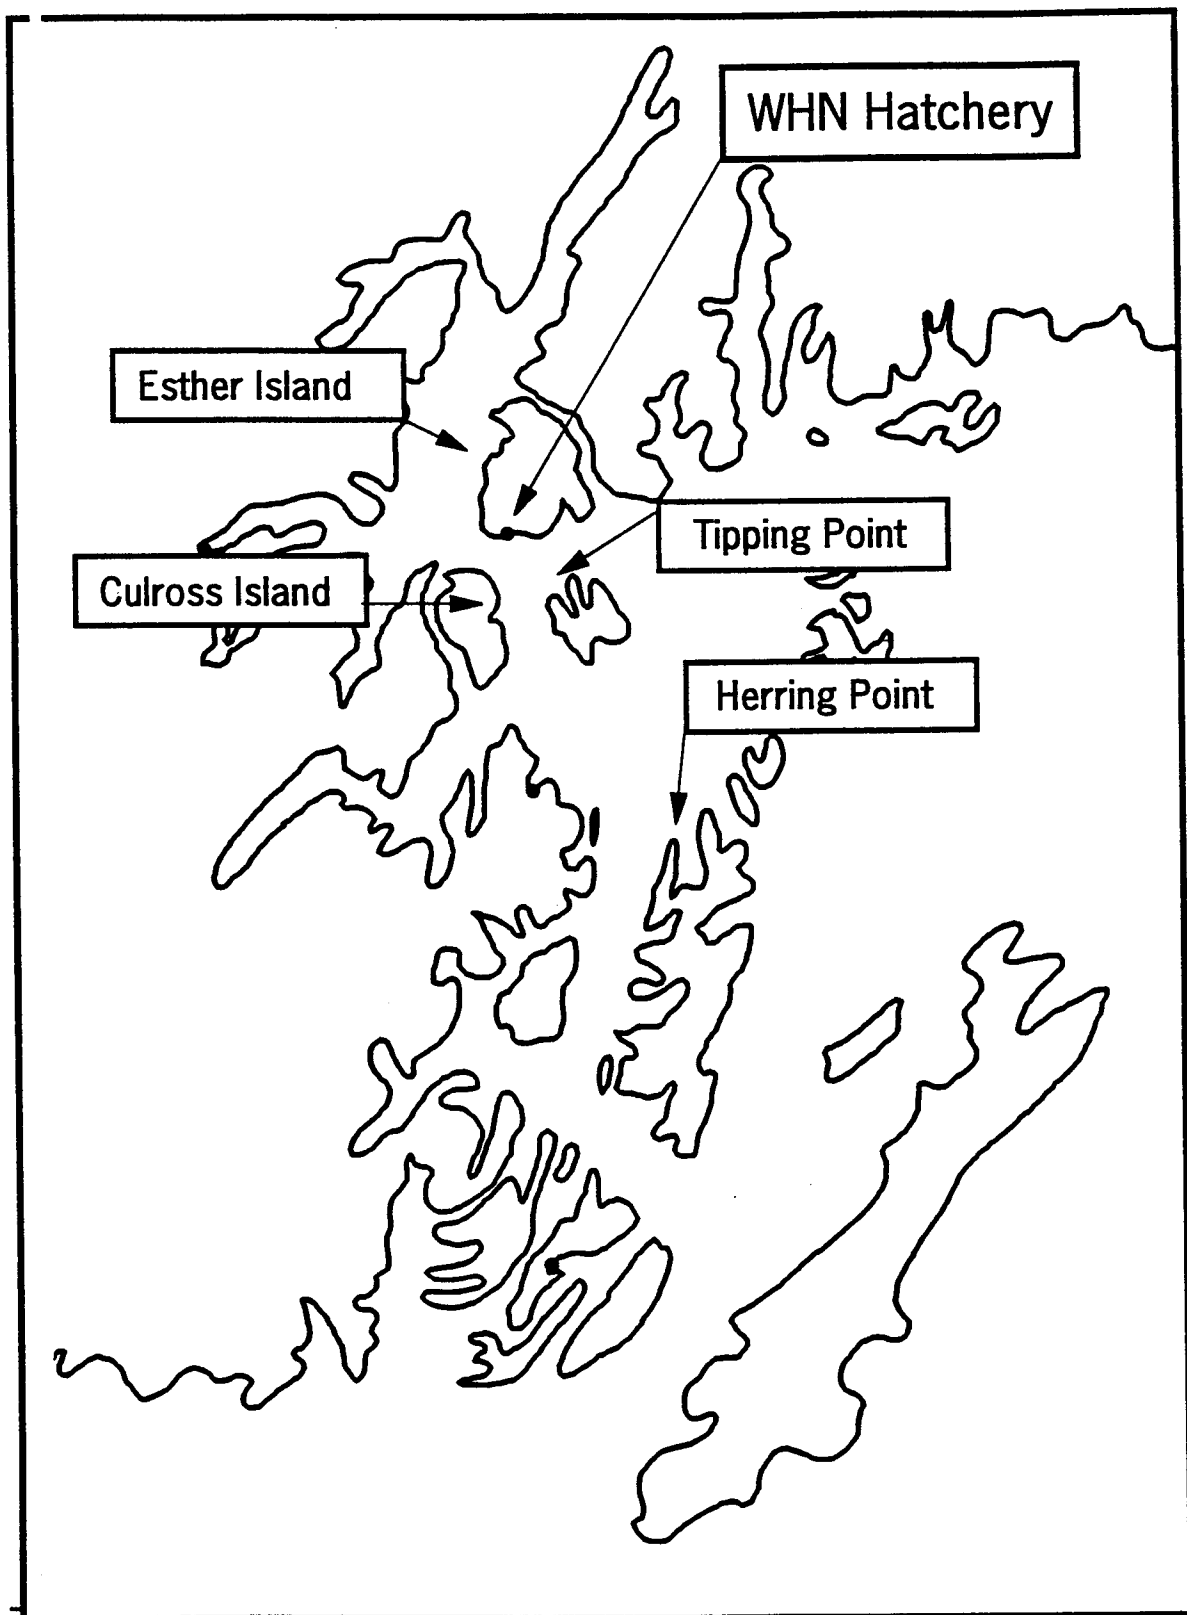 WHN Hatchery
Esther Island
Tipping Point
Culross Island
Herring Point